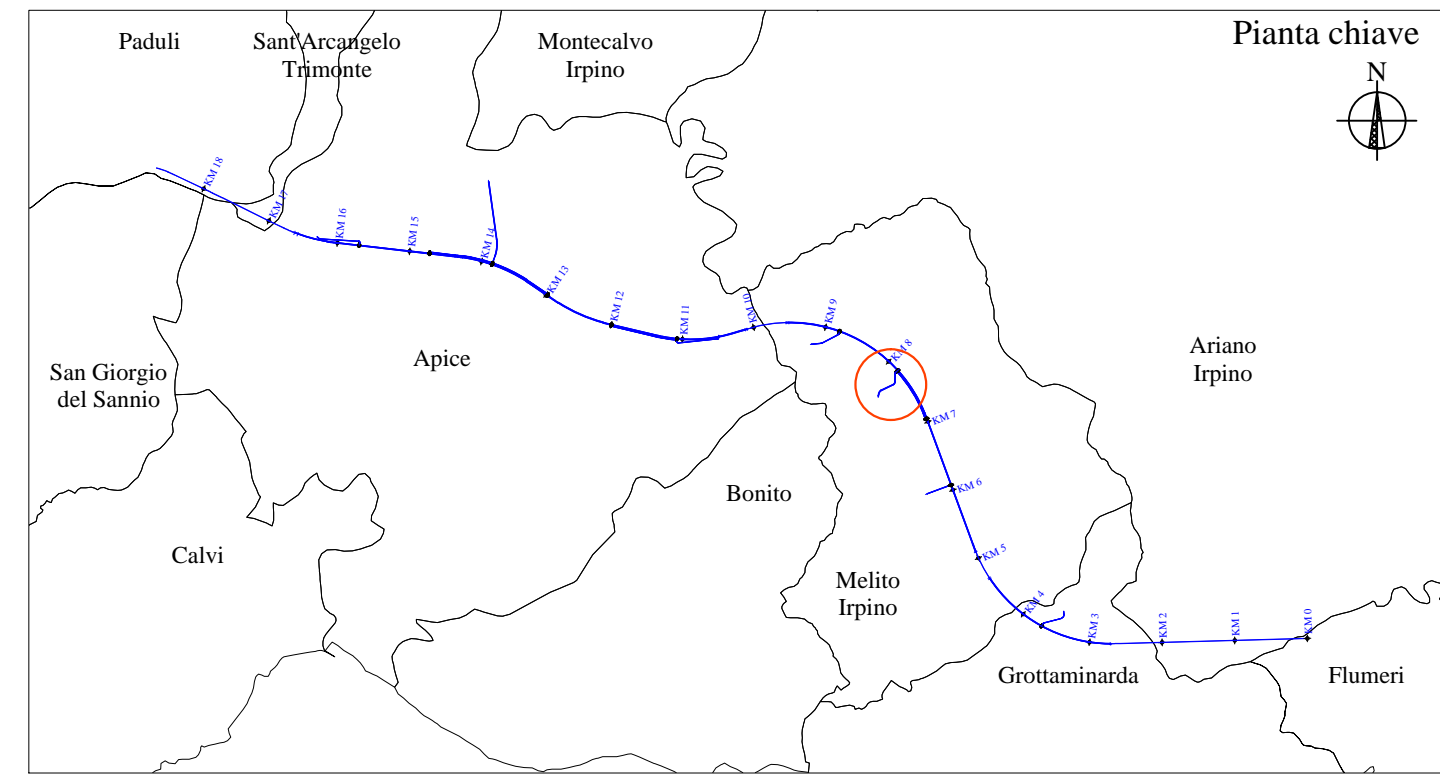 Pianta chiave
N
Paduli
Sant'Arcangelo
Trimonte
Montecalvo
Irpino
KM 18
KM 17
KM 16
KM 15
KM 14
KM 13
KM 12
KM 11
KM 10
KM 9
KM 8
KM 7
KM 6
KM 5
KM 4
KM 3
KM 2
KM 1
KM 0
San Giorgio
del Sannio
Apice
Ariano
Irpino
Bonito
Calvi
Melito
Irpino
Grottaminarda
Flumeri